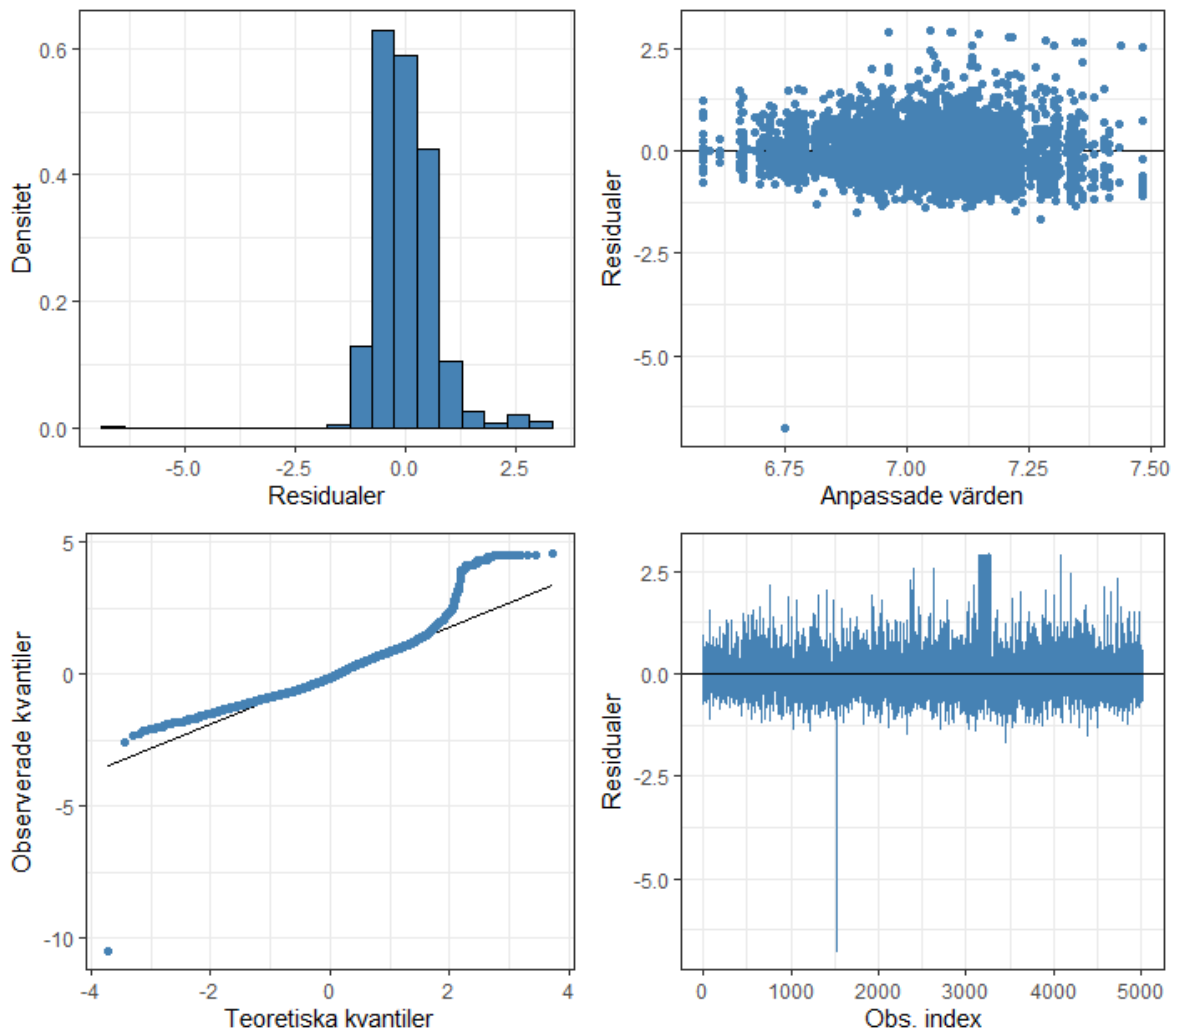 0.6
0.4
0.2
0.0
Densitet
-5.0 -2.5 0.0 2.5
Residualer
2.5
0.0
-2.5
-5.0
Residualer
6.75 7.00 7.25 7.50
Anpassade värden
5
0
-5
-10
Observerade kvantiler
-4 -2 0 2 4
Teoretiska kvantiler
2.5
0.0
-2.5
-5.0
Residualer
0 1000 2000 3000 4000 5000
Obs. index